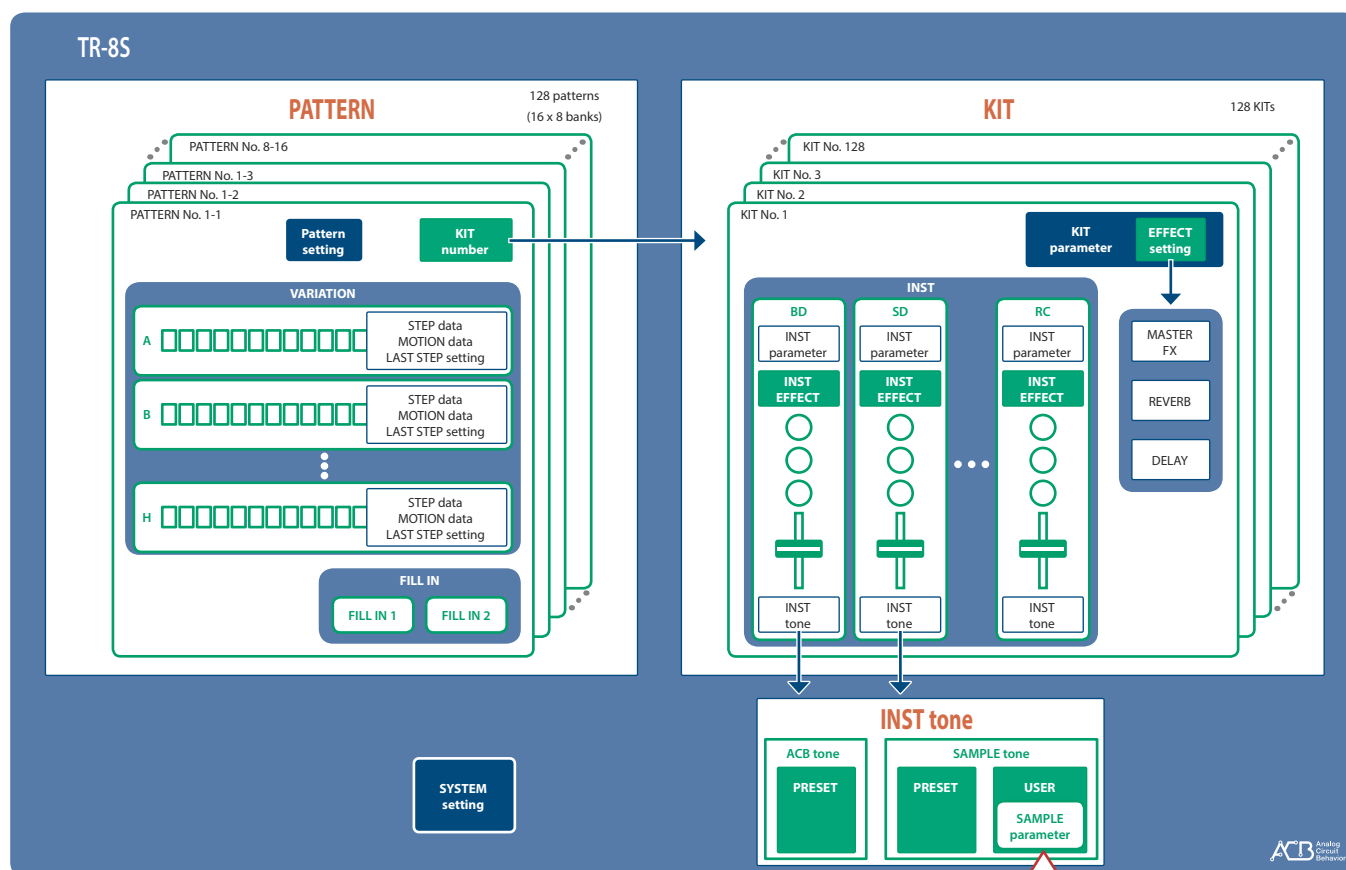 TR-8S
PATTERN
128 patterns
(16 x 8 banks)
PATTERN No. 8-16
PATTERN No. 1-3
PATTERN No. 1-2
PATTERN No. 1-1
Pattern
setting
KIT
number
VARIATION
A
STEP data
MOTION data
LAST STEP setting
B
STEP data
MOTION data
LAST STEP setting
H
STEP data
MOTION data
LAST STEP setting
FILL IN
FILL IN 1
FILL IN 2
KIT
128 KITs
KIT No. 128
KIT No. 3
KIT No. 2
KIT No. 1
KIT
parameter
EFFECT
setting
INST
BD
INST
parameter
INST
EFFECT
INST
tone
SD
INST
parameter
INST
EFFECT
INST
tone
RC
INST
parameter
INST
EFFECT
INST
tone
MASTER
FX
REVERB
DELAY
INST tone
ACB tone
PRESET
SAMPLE tone
PRESET
USER
SAMPLE
parameter
SYSTEM
setting
ACB
Analog
Circuit
Behavior